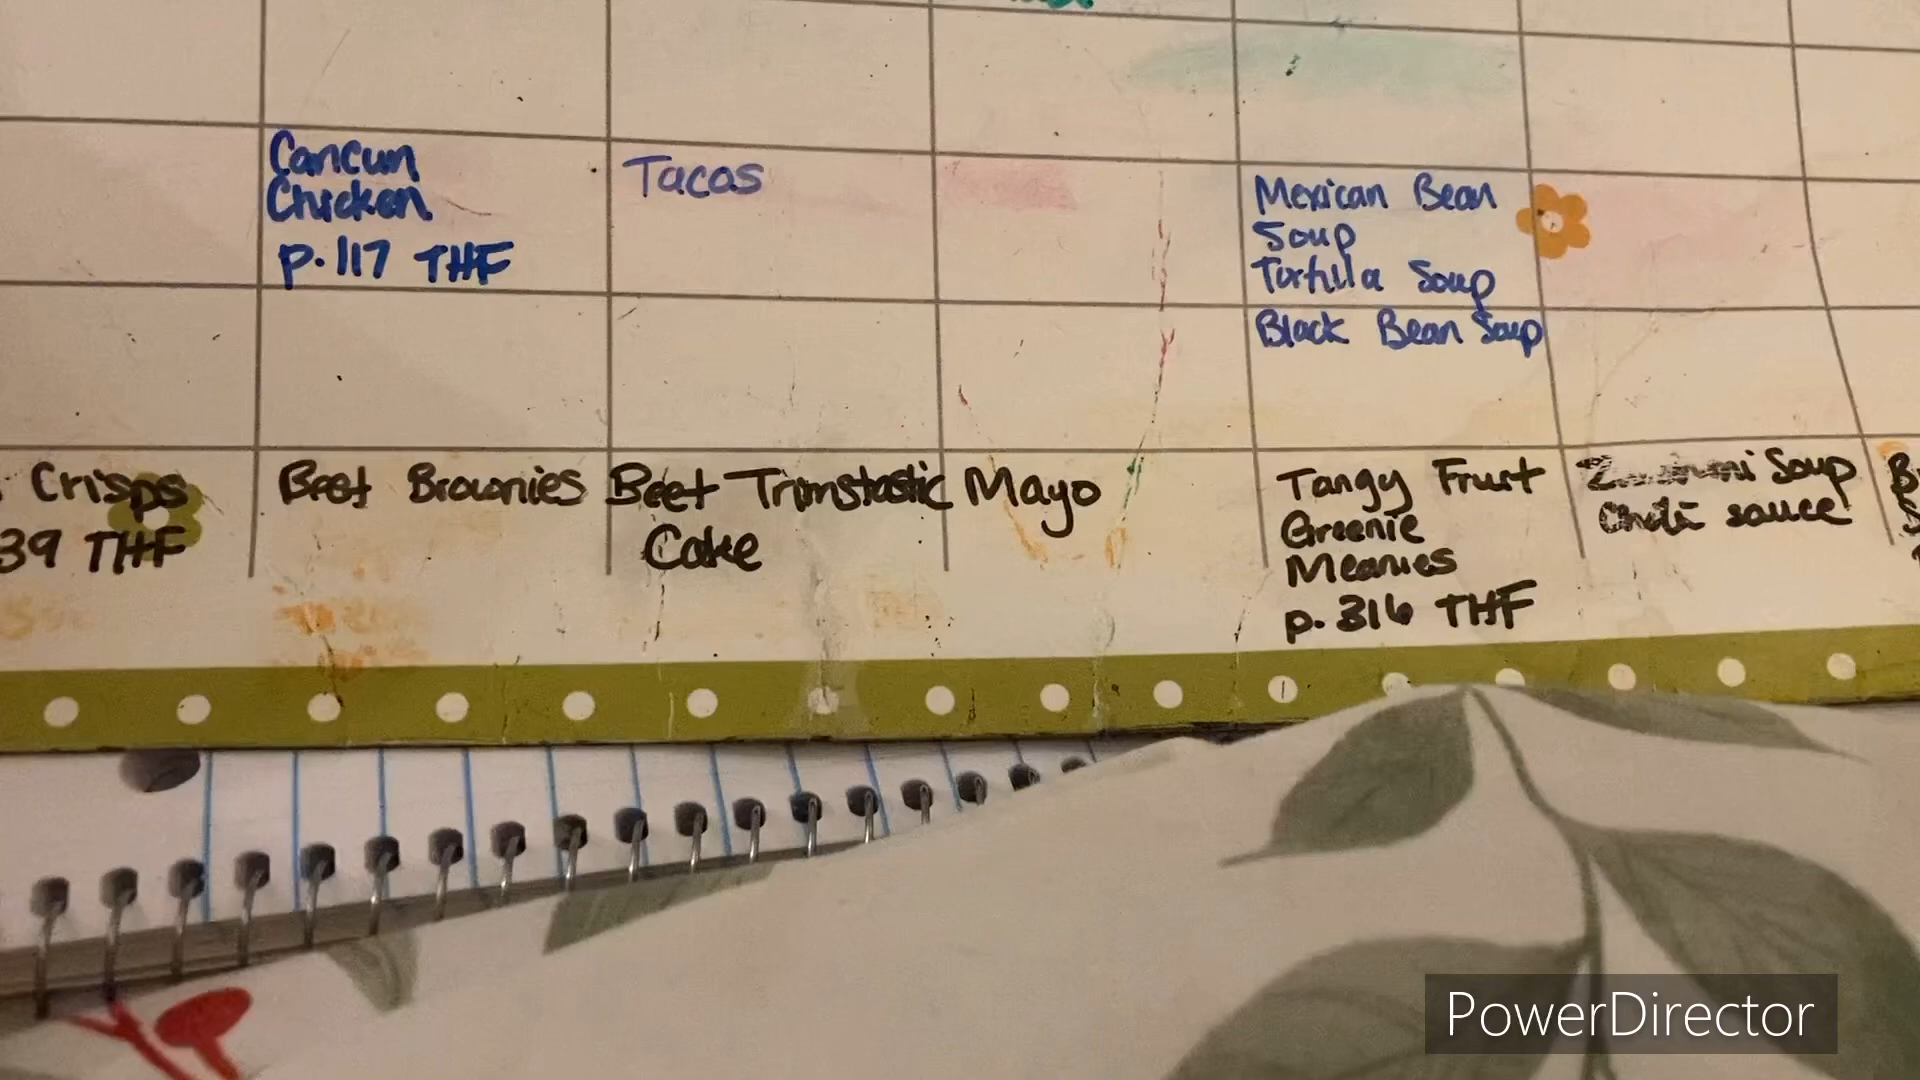 Cancun
Chicken
p.117 THF
Tacos
Mexican Bean
Soup
Tortilla Soup
Black Bean Soup
Crisps
39 THF
Beet Brownies
Beet Trimtastic
Cake
Mayo
Tangy Fruit
Greenie
Meanies
p.316 THF
Soup
sauce
PowerDirector